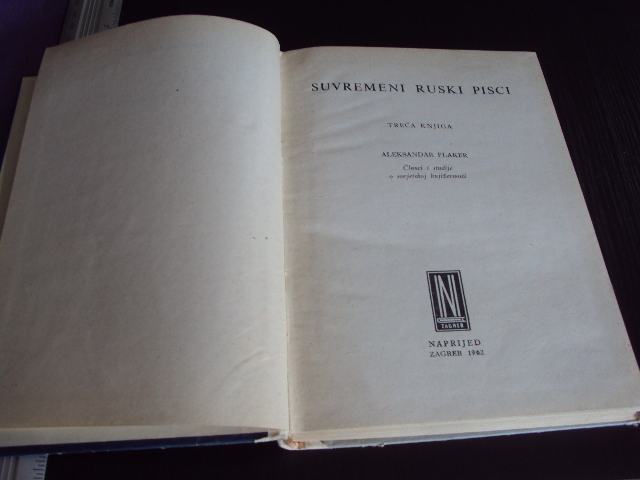 SUVREMENI RUSKI PISCI
TREĆA KNJIGA
ALEKSANDAR FLAKER
Članci i studije
o sovjetskoj književnosti
N
ZAGREB
NAPRIJED
ZAGREB 1962